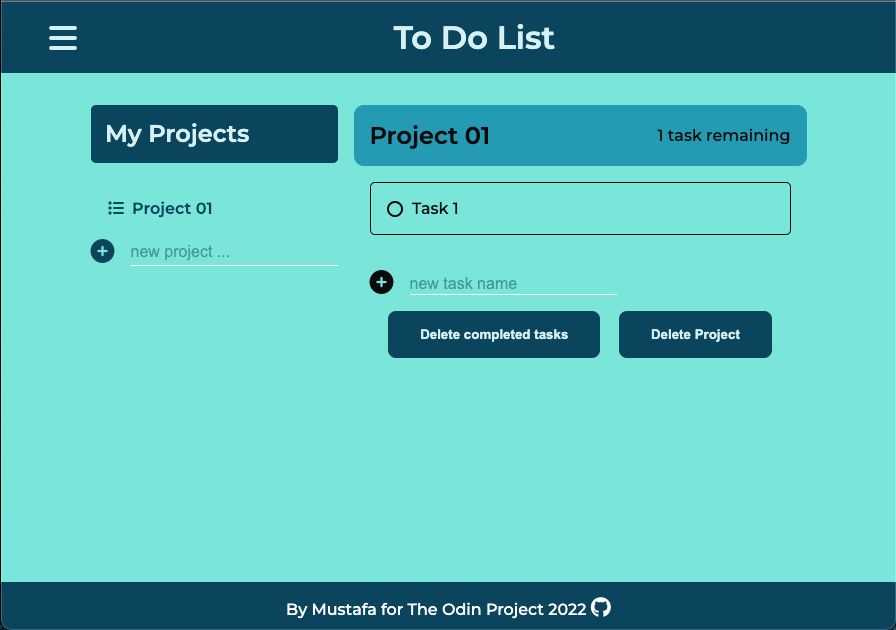 To Do List
My Projects
Project 01
new project ...
Project 01
1 task remaining
Task 1
new task name
Delete completed tasks
Delete Project
By Mustafa for The Odin Project 2022